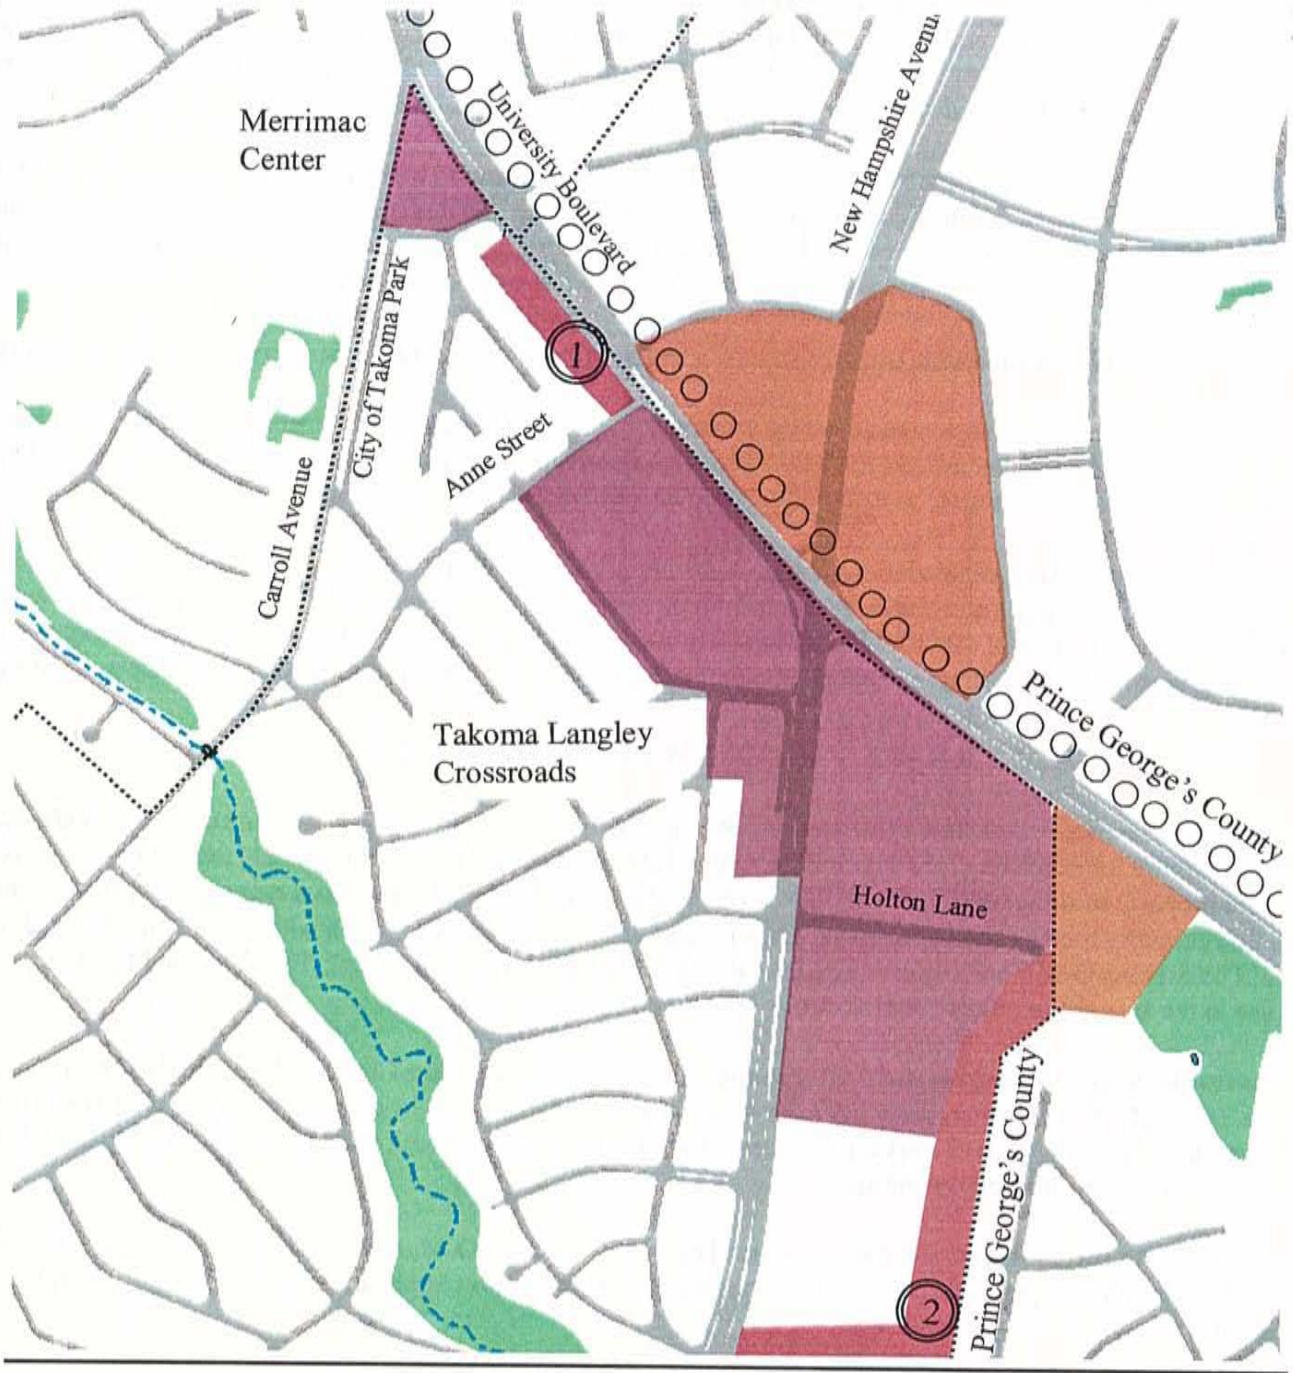 Merrimac
Center
University Boulevard
New Hampshire Avenue
City of Takoma Park
Anne Street
Carroll Avenue
1
Takoma Langley
Crossroads
Prince George's County
Holton Lane
Prince George's County
2